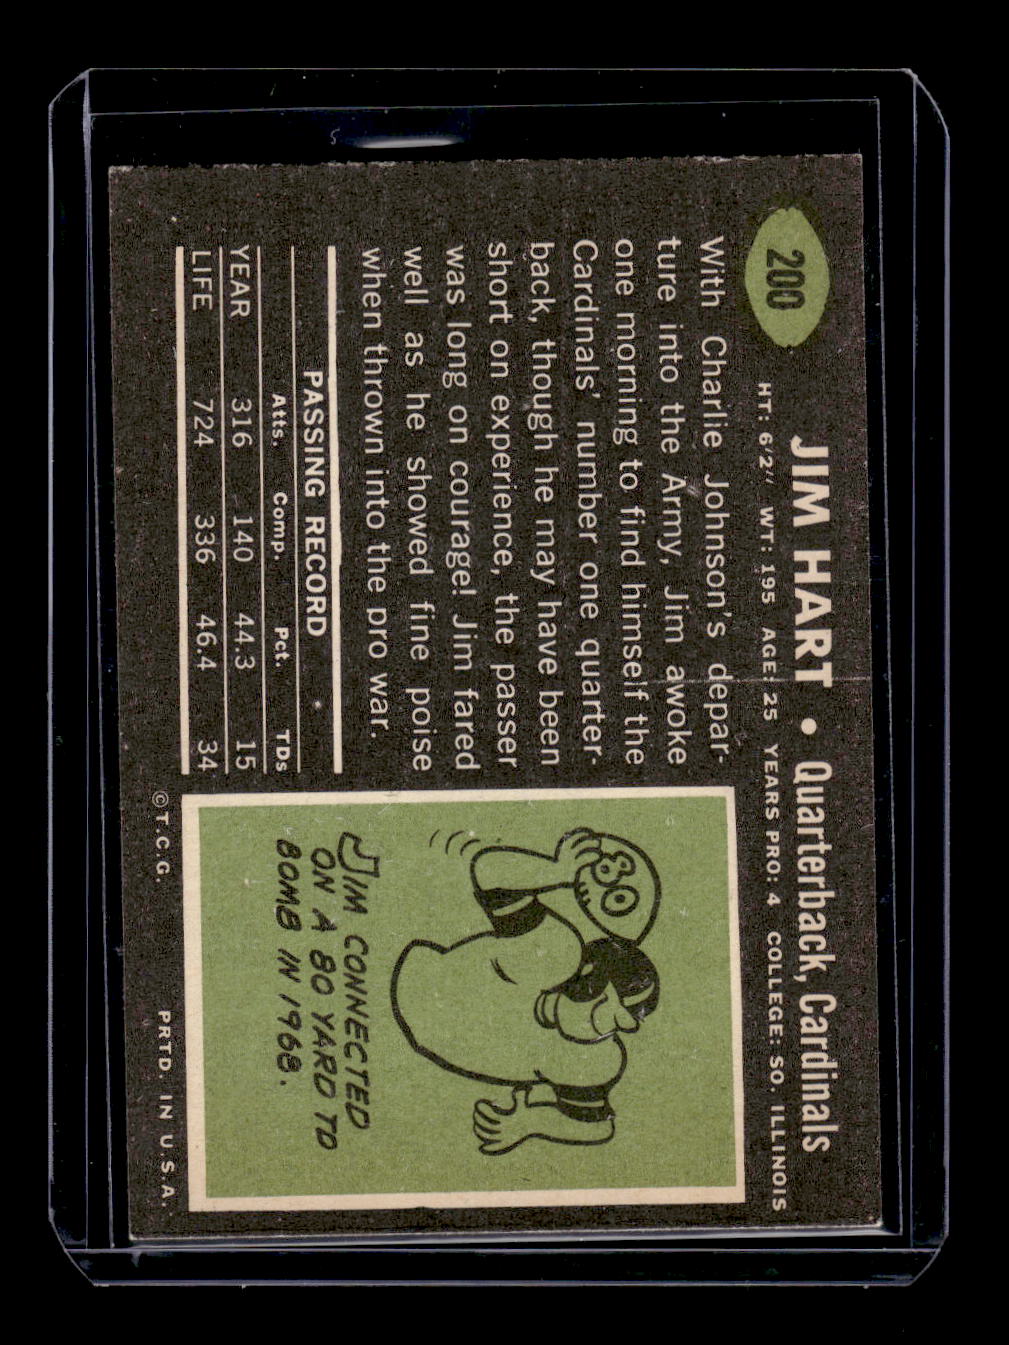 200
JIM HART • Quarterback, Cardinals
HT: 6'2" WT: 195 AGE: 25 YEARS PRO: 4 COLLEGE: SO. ILLINOIS
With Charlie Johnson's depar-
ture into the Army, Jim awoke
one morning to find himself the
Cardinals' number one quarter-
back, though he may have been
short on experience, the passer
was long on courage! Jim fared
well as he showed fine poise
when thrown into the pro war.
PASSING RECORD
Atts. Comp. Pct. TDs
YEAR 316 140 44.3 15
LIFE 724 336 46.4 34
80
JIM CONNECTED
ON A 80 YARD TD
BOMB IN 1968.
© T.C.G. PRTD. IN U.S.A.